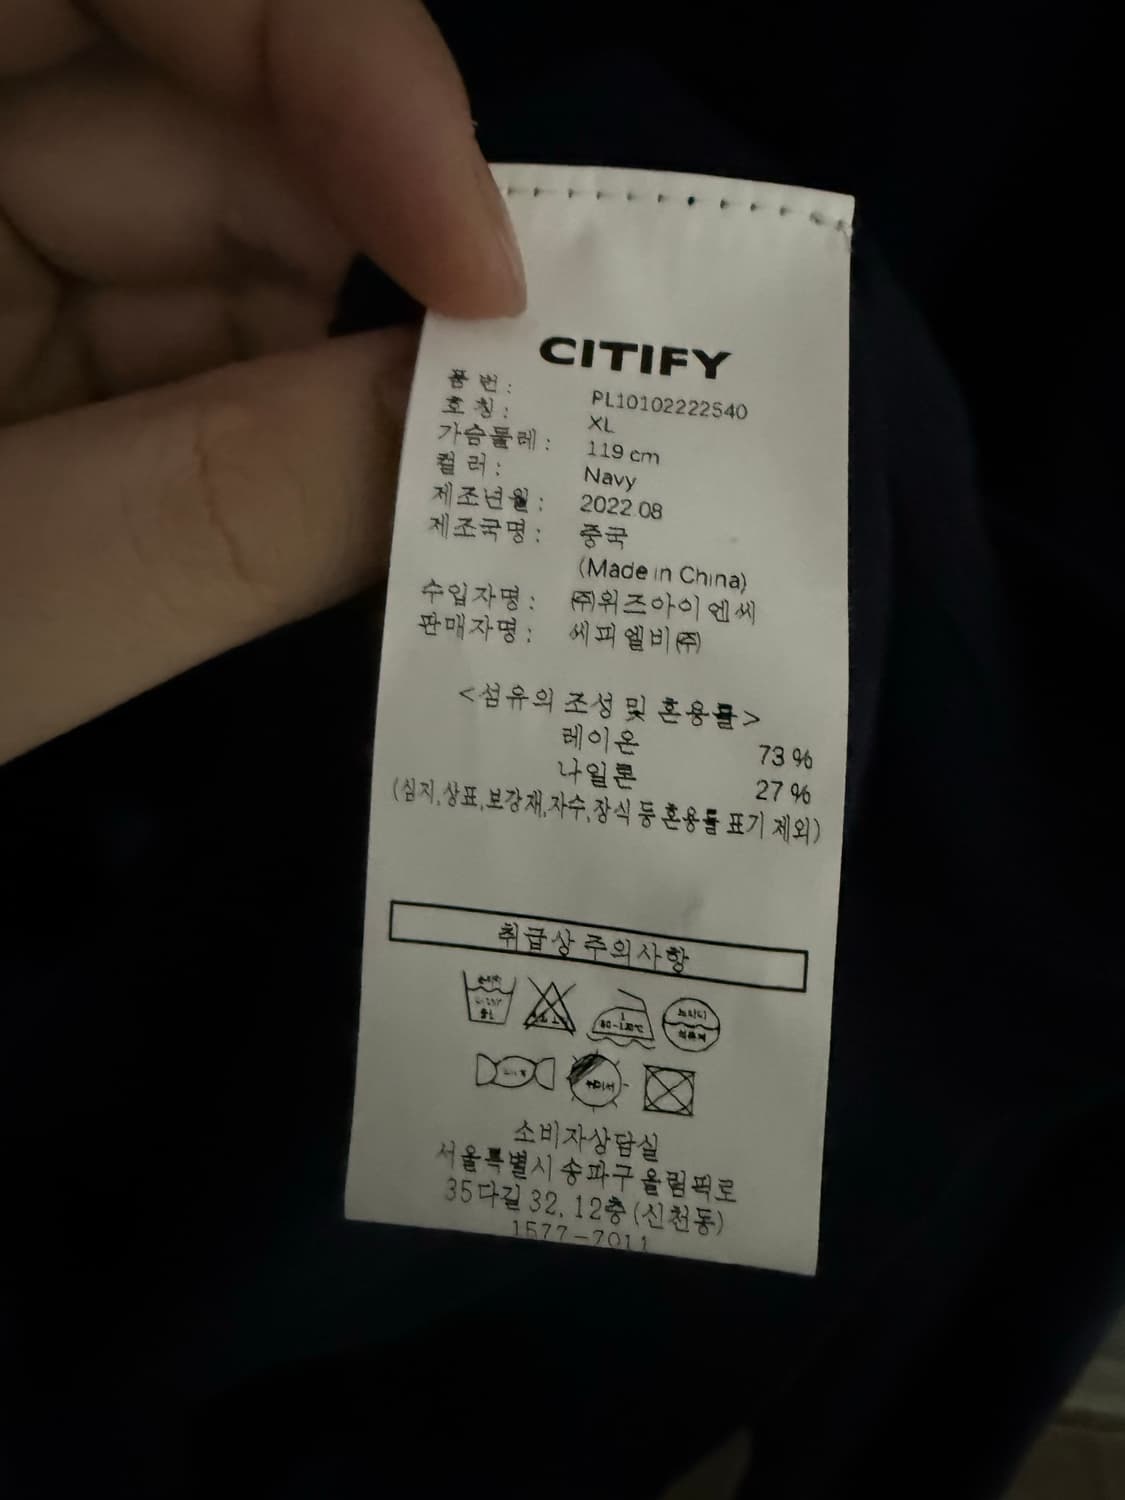 CITIFY
품 번 : PL10102222S40
호 칭 : XL
가슴둘레 : 119 cm
컬 러 : Navy
제조년월 : 2022.08
제조국명 : 중국
(Made in China)
수입자명 : ㈜위즈아이엔씨
판매자명 : 씨피엘비㈜
<섬유의 조성 및 혼용률>
레이온 73 %
나일론 27 %
(심지,상표,보강재,자수,장식 등 혼용률 표기 제외)
취급상 주의사항
소비자상담실
서울특별시 송파구 올림픽로
35다길 32, 12층 (신천동)
1577-7011